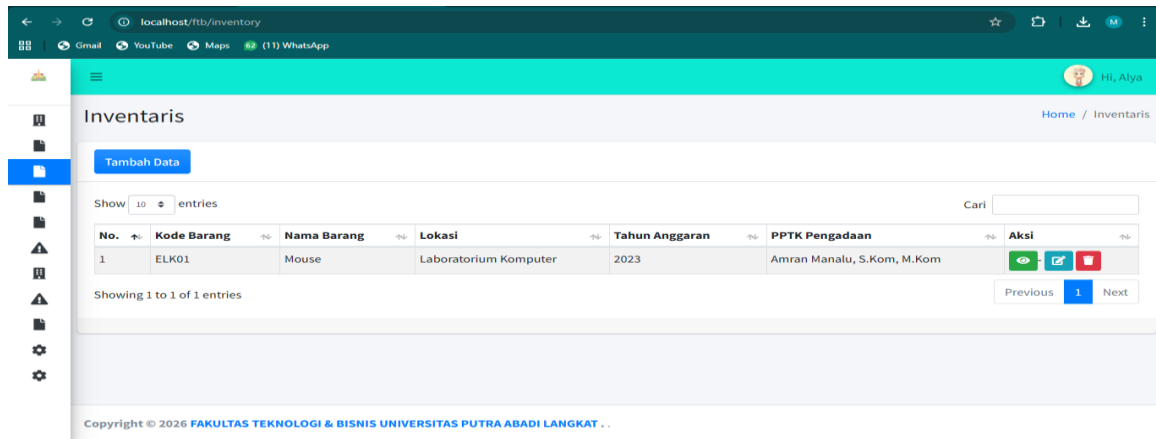 localhost/ftb/inventory
M
Gmail YouTube Maps 62 (11) WhatsApp
Hi, Alya
Inventaris
Home / Inventaris
Tambah Data
Show 10 entries
Cari
No. Kode Barang Nama Barang Lokasi Tahun Anggaran PPTK Pengadaan Aksi
1 ELK01 Mouse Laboratorium Komputer 2023 Amran Manalu, S.Kom, M.Kom -
Showing 1 to 1 of 1 entries
Previous 1 Next
Copyright © 2026 FAKULTAS TEKNOLOGI & BISNIS UNIVERSITAS PUTRA ABADI LANGKAT . .